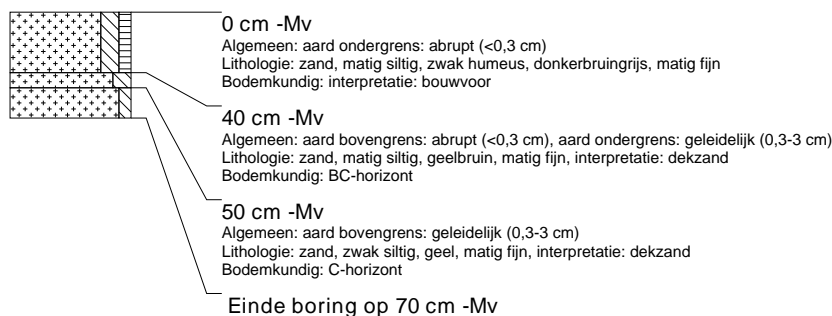 0 cm -Mv
Algemeen: aard ondergrens: abrupt (<0,3 cm)
Lithologie: zand, matig siltig, zwak humeus, donkerbruingrijs, matig fijn
Bodemkundig: interpretatie: bouwvoor
40 cm -Mv
Algemeen: aard bovengrens: abrupt (<0,3 cm), aard ondergrens: geleidelijk (0,3-3 cm)
Lithologie: zand, matig siltig, geelbruin, matig fijn, interpretatie: dekzand
Bodemkundig: BC-horizont
50 cm -Mv
Algemeen: aard bovengrens: geleidelijk (0,3-3 cm)
Lithologie: zand, zwak siltig, geel, matig fijn, interpretatie: dekzand
Bodemkundig: C-horizont
Einde boring op 70 cm -Mv